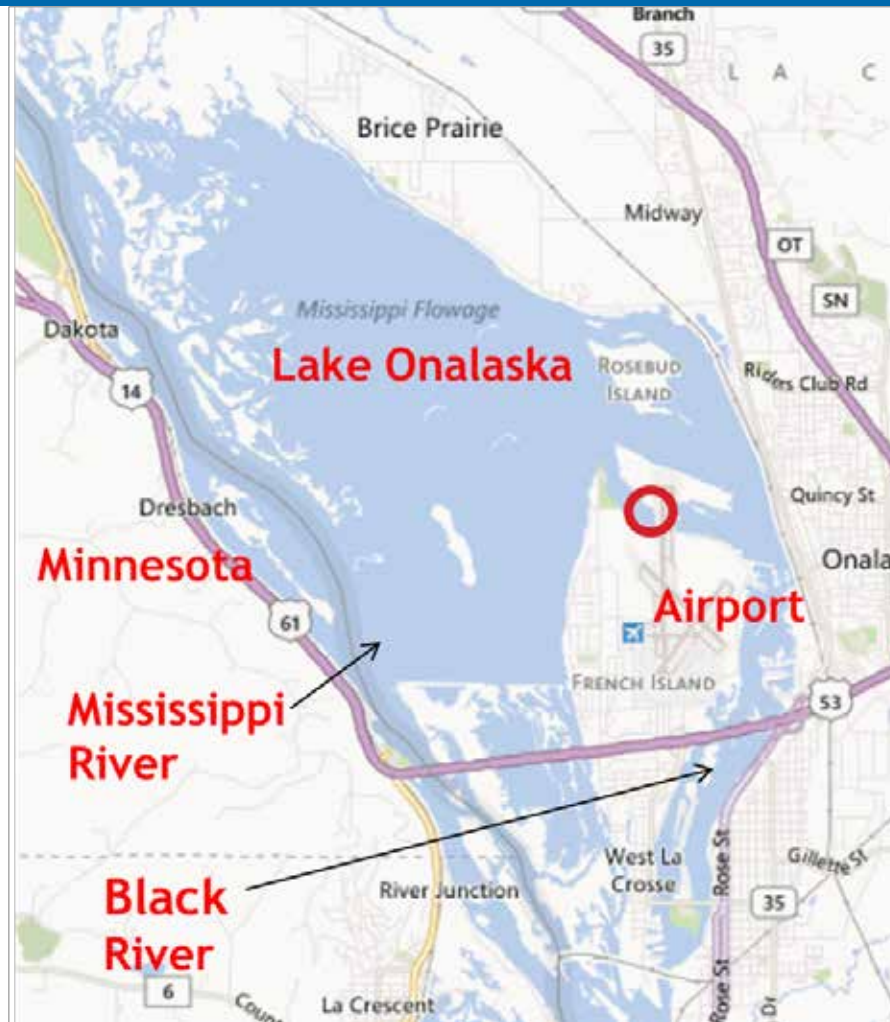 Branch
35
L A C
Brice Prairie
Midway
OT
SN
Mississippi Flowage
Dakota
Lake Onalaska
ROSEBUD
ISLAND
Riders Club Rd
14
Quincy St
Dresbach
Onala
Minnesota
Airport
61
FRENCH ISLAND
53
Mississippi
River
West La
Crosse
Rose St
Gillette St
Black
River
River Junction
35
6
Coun
La Crescent
Rose St
Dr